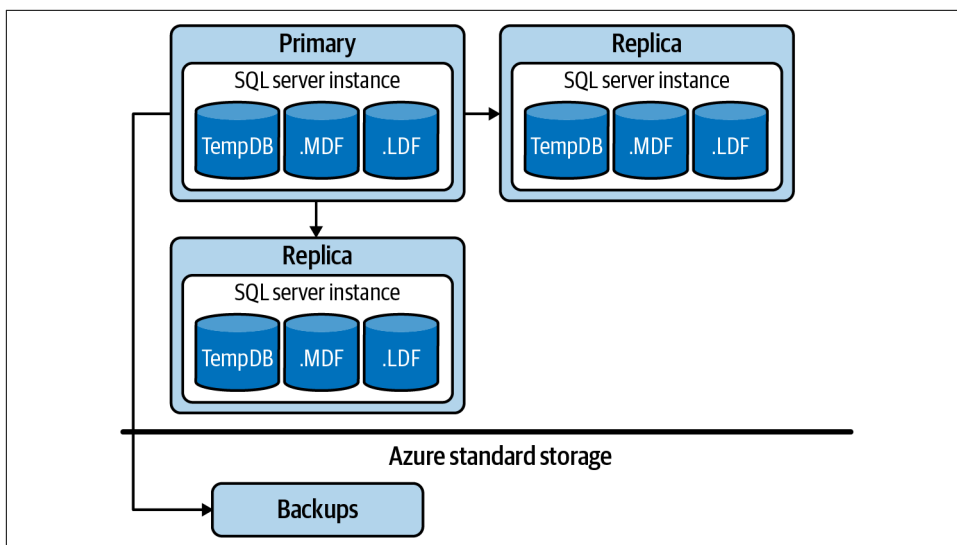 Primary
SQL server instance
TempDB .MDF .LDF
Replica
SQL server instance
TempDB .MDF .LDF
Replica
SQL server instance
TempDB .MDF .LDF
Azure standard storage
Backups